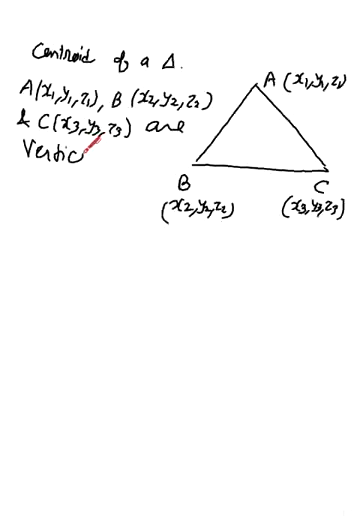 Centroid of a Δ.
A(x1,y1,z1), B(x2,y2,z2)
& C(x3,y3,z3) are
Vertic
A (x1,y1,z1)
B
C
(x2,y2,z2)
(x3,y3,z3)